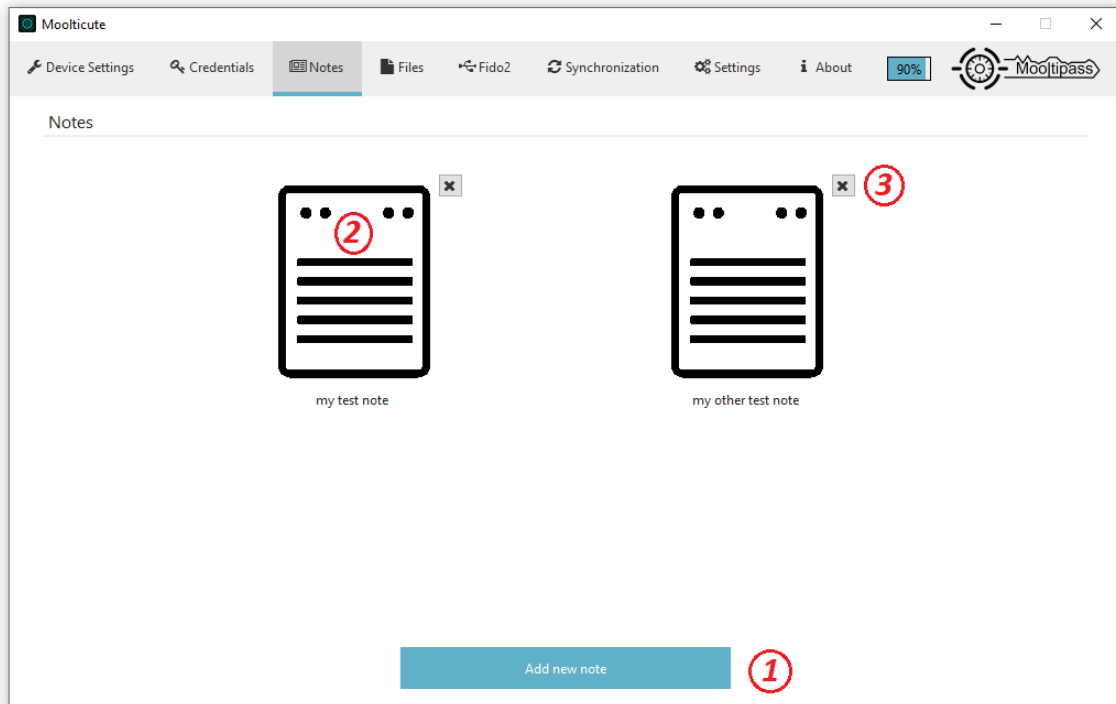 Moolticute
Device Settings Credentials Notes Files Fido2 Synchronization Settings About 90% Mooltipass
Notes
3
2
my test note my other test note
Add new note 1